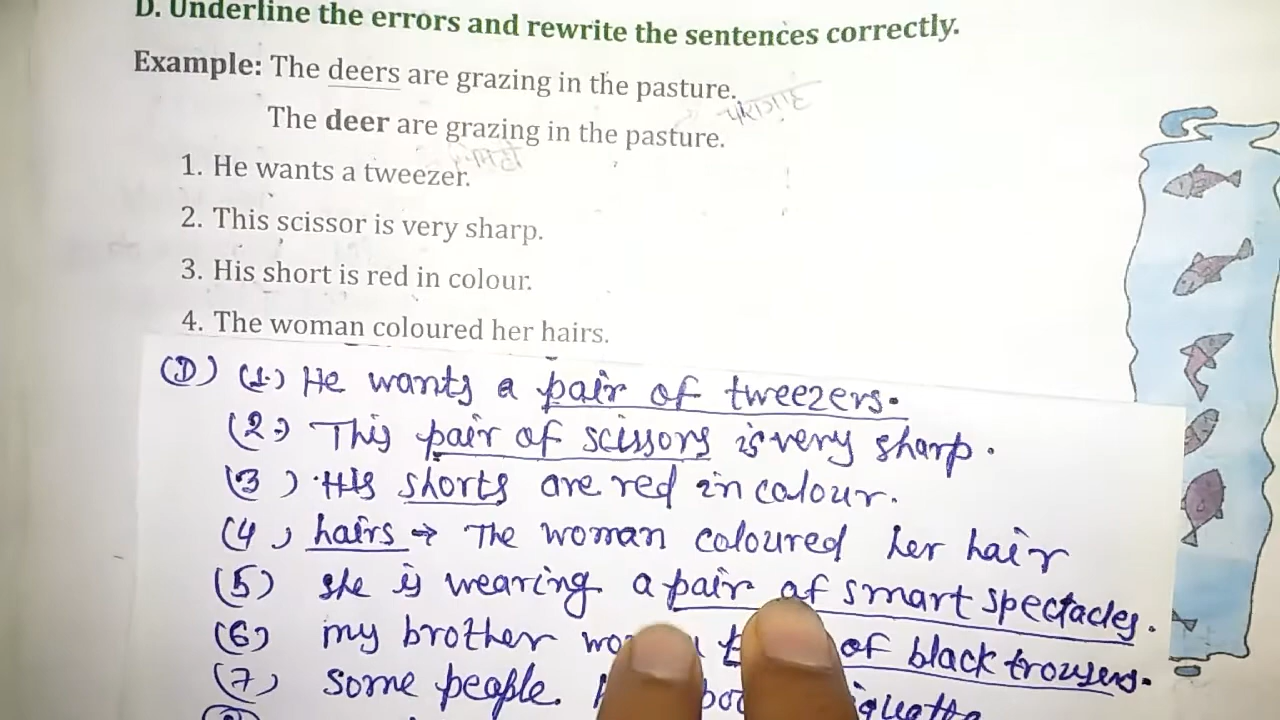 D. Underline the errors and rewrite the sentences correctly.
Example: The deers are grazing in the pasture.
चारागाह
The deer are grazing in the pasture.
1. He wants a tweezer.
2. This scissor is very sharp.
3. His short is red in colour.
4. The woman coloured her hairs.
(D) (1.) He wants a pair of tweezers.
(2.) This pair of scissors is very sharp.
(3) His shorts are red in colour.
(4) hairs → The woman coloured her hair
(5) she is wearing a pair of smart spectacles.
(6) my brother of black trousers.
(7) some people.